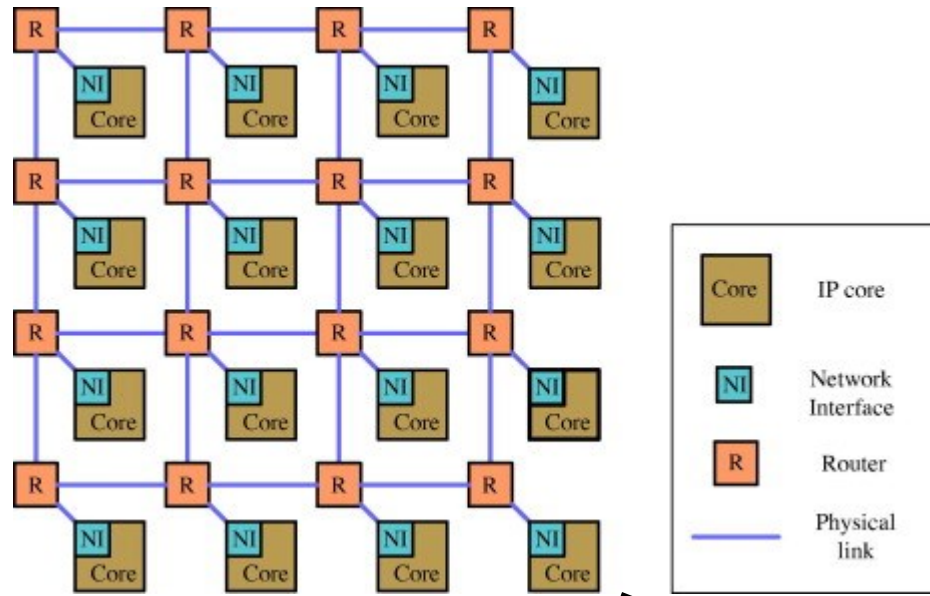 R R R R
NI NI NI NI
Core Core Core Core
R R R R
NI NI NI NI
Core Core Core Core
R R R R
NI NI NI NI
Core Core Core Core
R R R R
NI NI NI NI
Core Core Core Core
Core IP core
NI Network
Interface
R Router
Physical
link